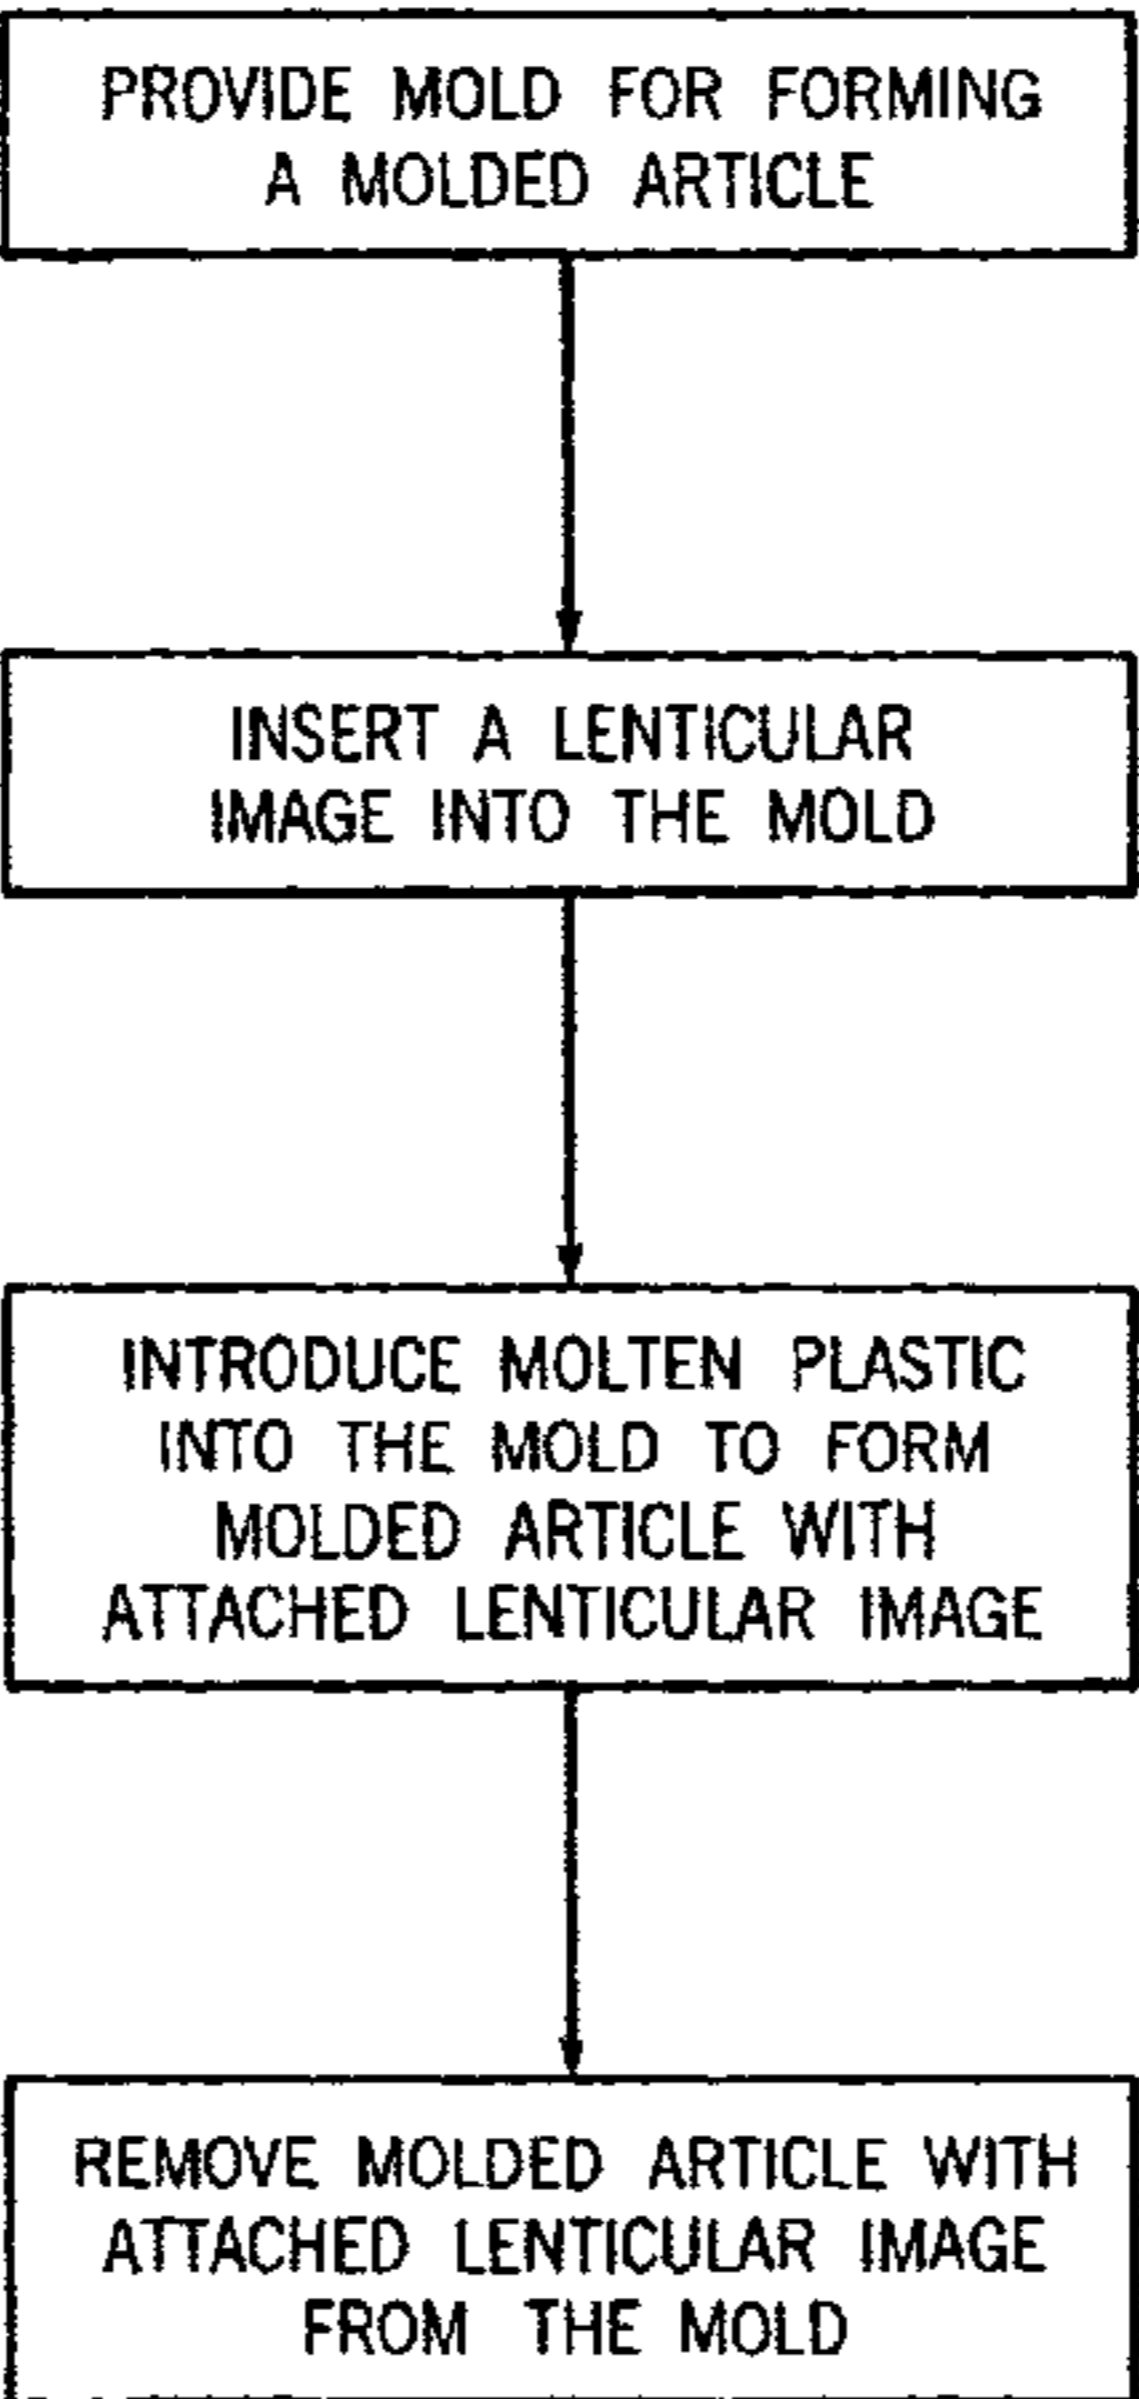 PROVIDE MOLD FOR FORMING
A MOLDED ARTICLE
INSERT A LENTICULAR
IMAGE INTO THE MOLD
INTRODUCE MOLTEN PLASTIC
INTO THE MOLD TO FORM
MOLDED ARTICLE WITH
ATTACHED LENTICULAR IMAGE
REMOVE MOLDED ARTICLE WITH
ATTACHED LENTICULAR IMAGE
FROM THE MOLD